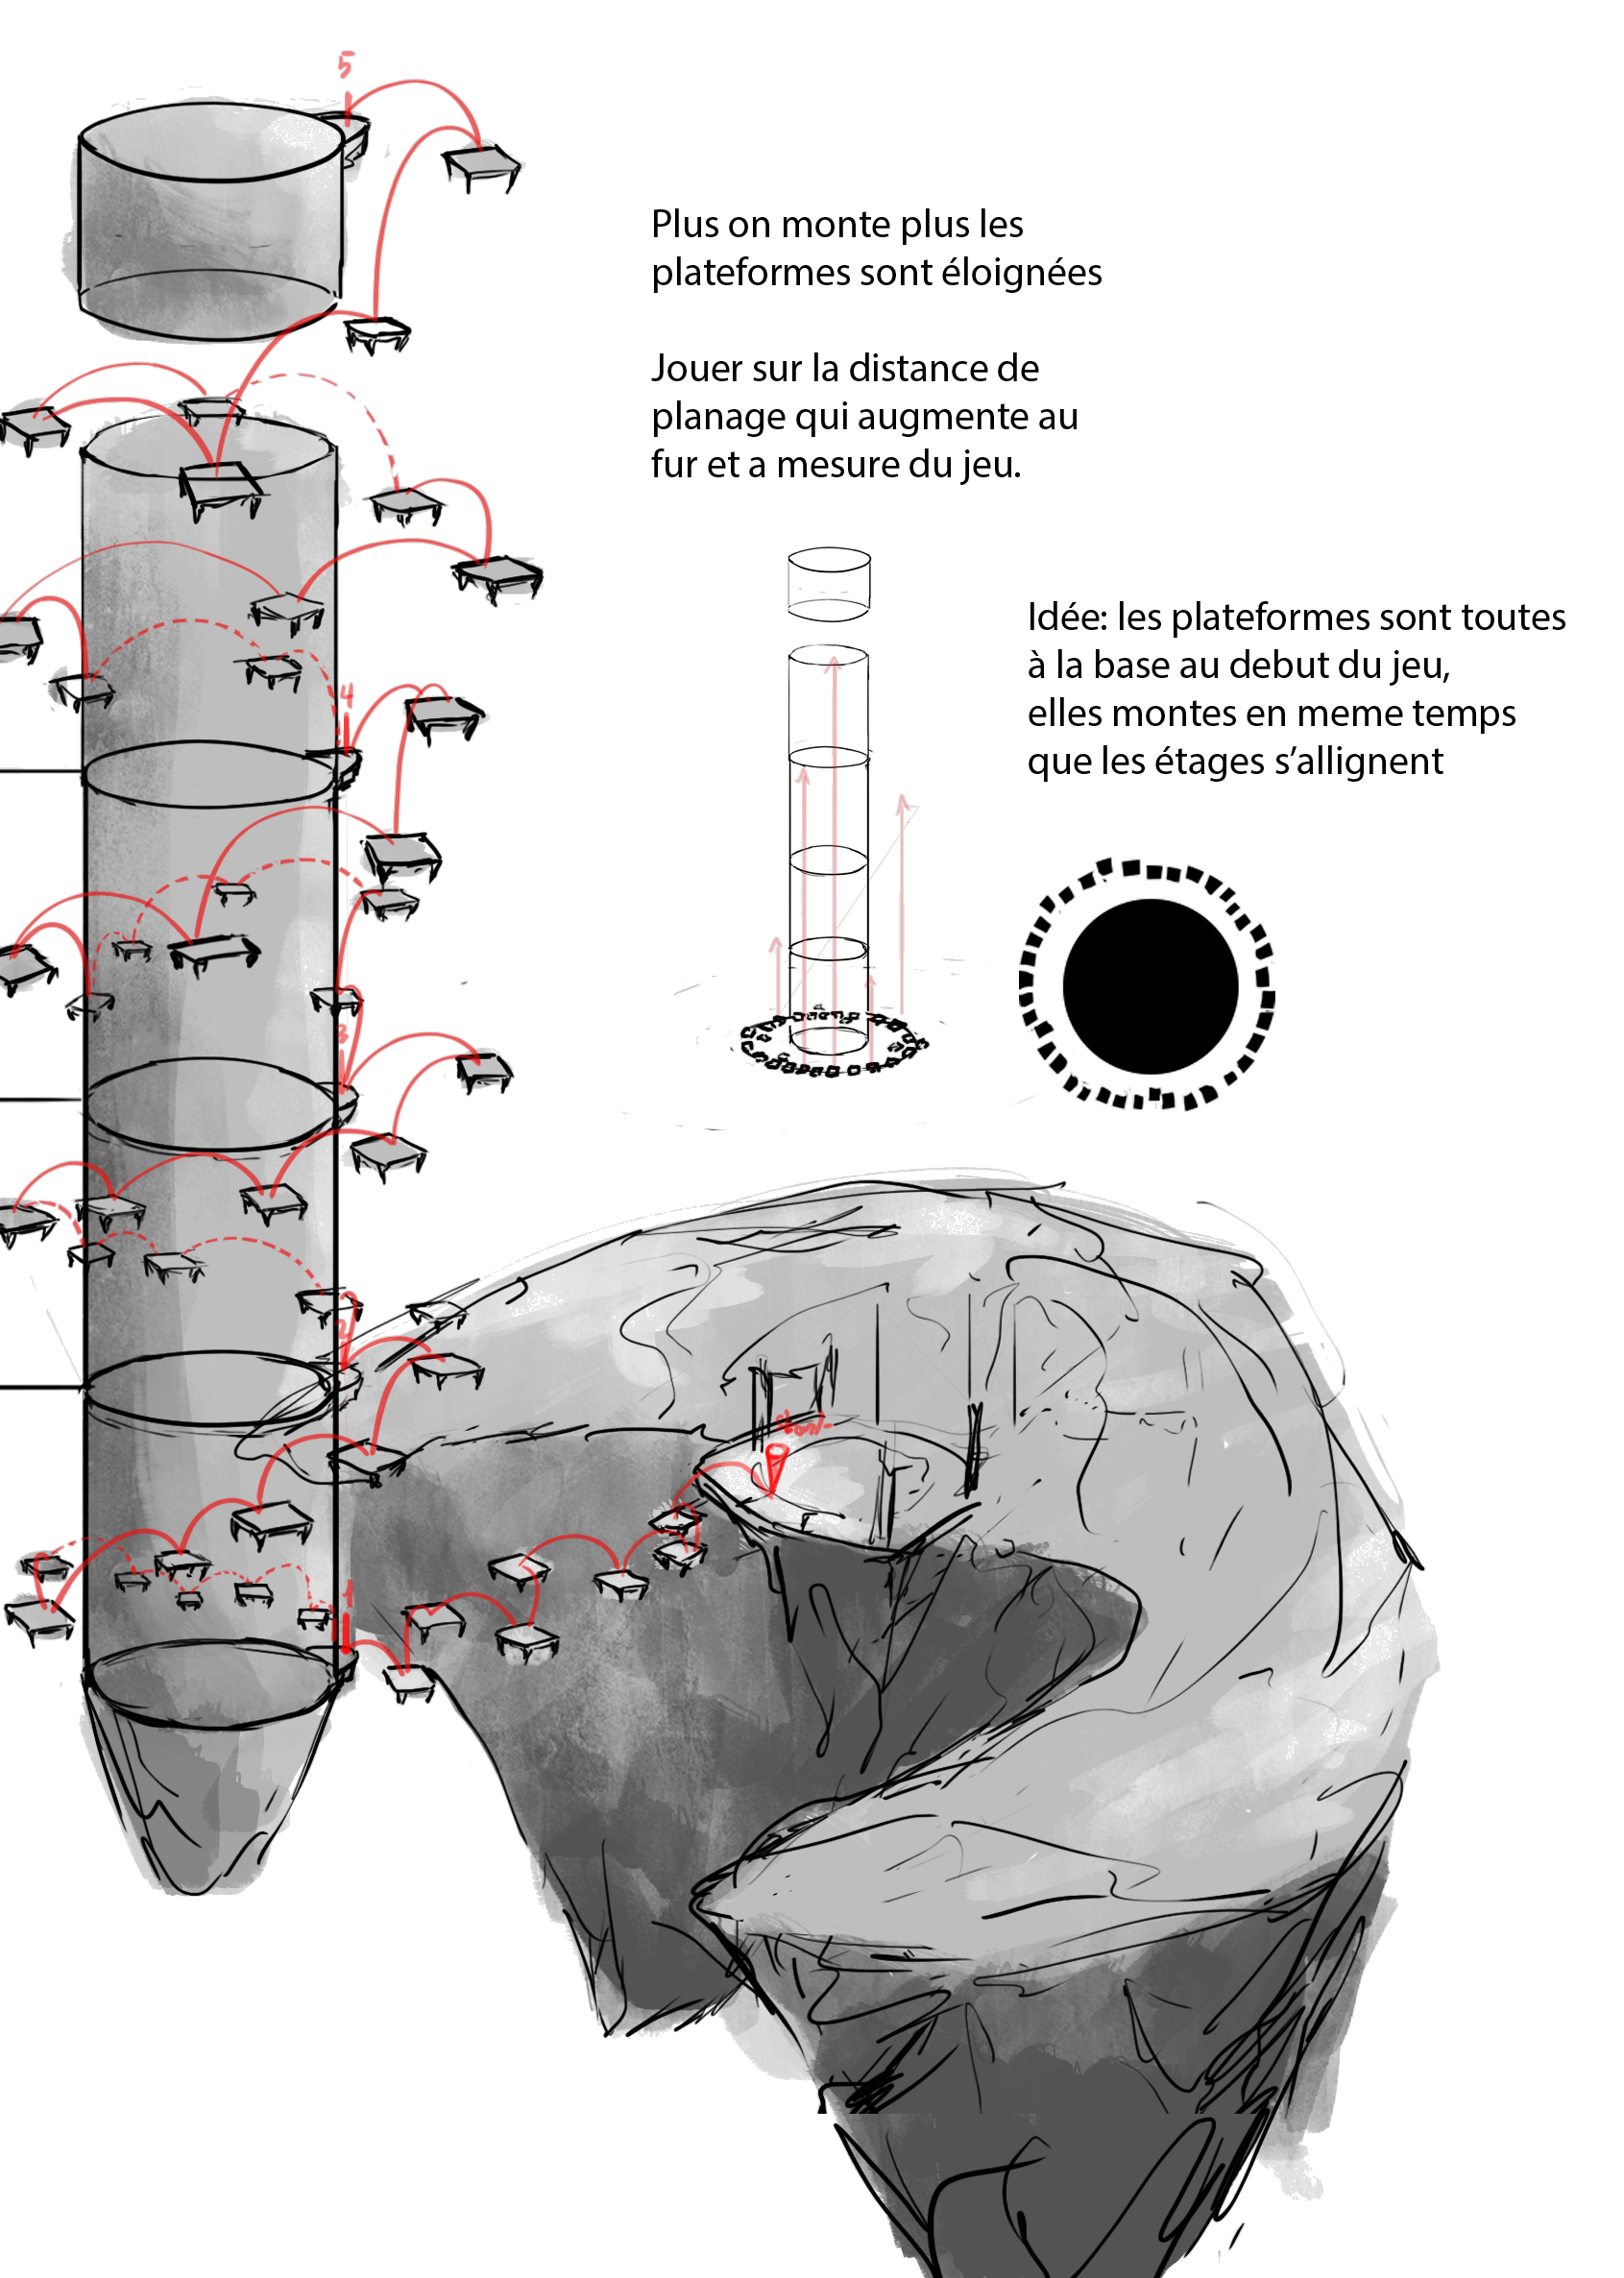 5
Plus on monte plus les
plateformes sont éloignées
Jouer sur la distance de
planage qui augmente au
fur et a mesure du jeu.
Idée: les plateformes sont toutes
à la base au debut du jeu,
elles montes en meme temps
que les étages s'allignent
4
3
2
start
1